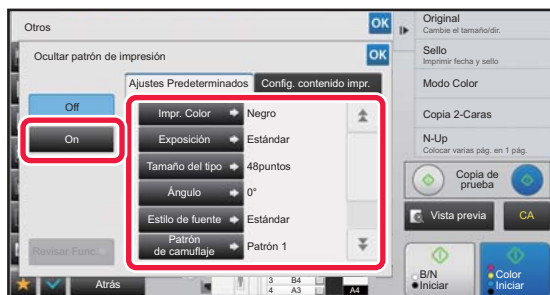 Otros
OK
Ocultar patrón de impresión
OK
Ajustes Predeterminados
Config. contenido impr.
Off
On
Impr. Color
Negro
Exposición
Estándar
Tamaño del tipo
48puntos
Ángulo
0°
Estilo de fuente
Estándar
Patrón
de camuflaje
Patrón 1
Revisar Func.
Atrás
3 B4
4 A3
A4
Original
Cambie el tamaño/dir.
Sello
Imprimir fecha y sello
Modo Color
Copia 2-Caras
N-Up
Colocar varias pág. en 1 pág.
Copia de
prueba
Vista previa
CA
B/N
Iniciar
Color
Iniciar